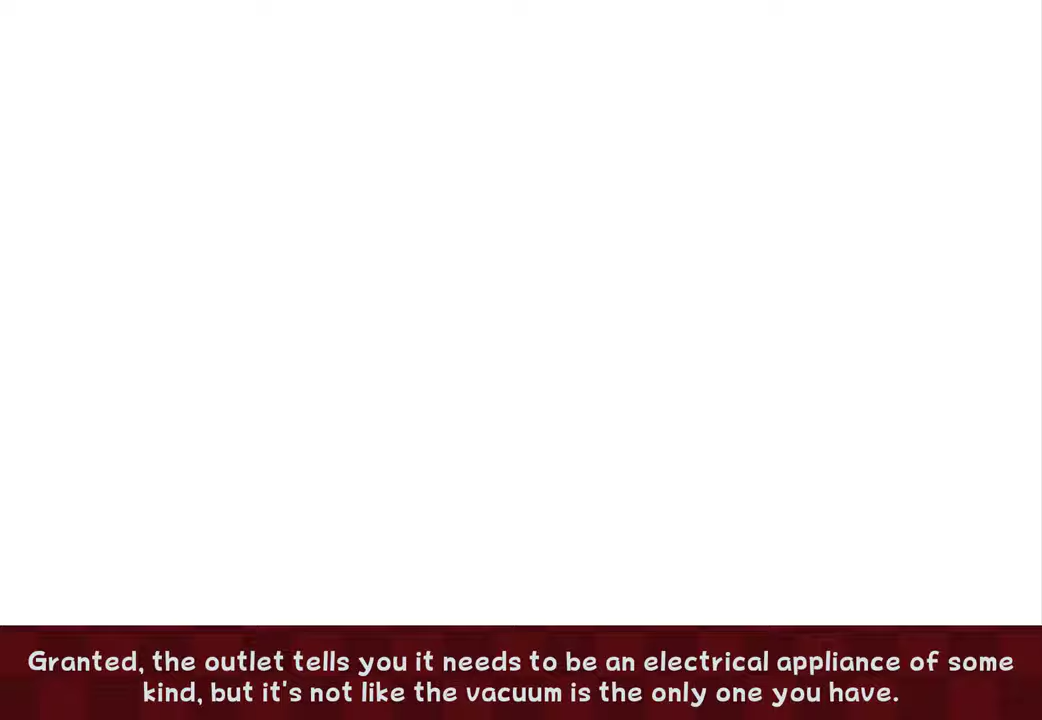 Granted, the outlet tells you it needs to be an electrical appliance of some
kind, but it's not like the vacuum is the only one you have.